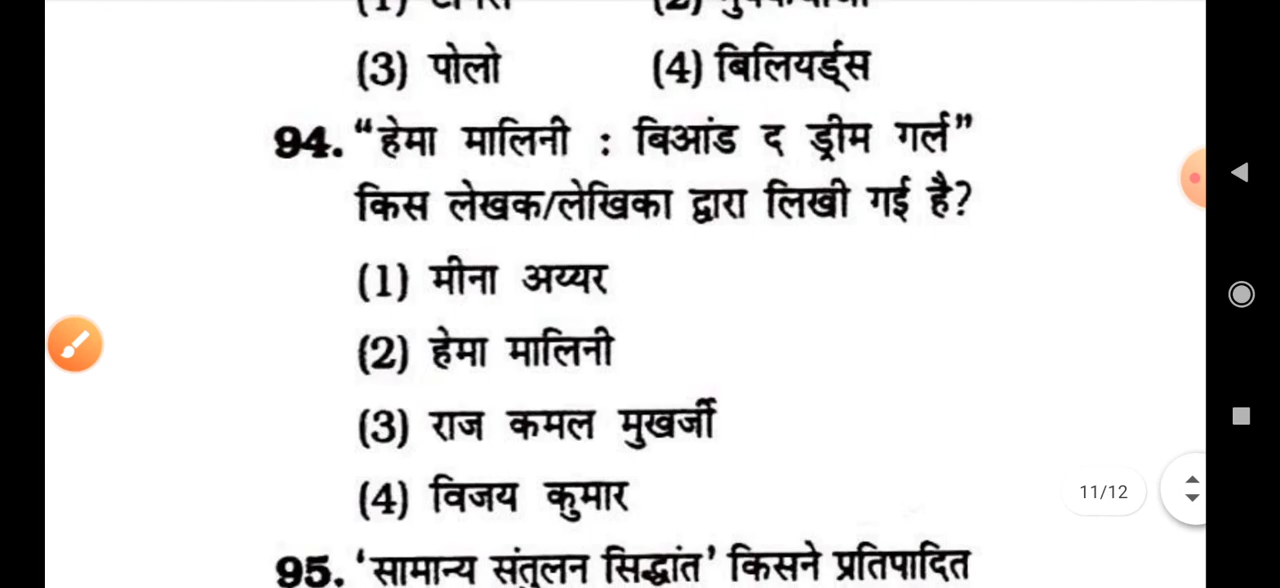 (3) पोलो (4) बिलियर्ड्स
94. “हेमा मालिनी : बिआंड द ड्रीम गर्ल”
किस लेखक/लेखिका द्वारा लिखी गई है?
(1) मीना अय्यर
(2) हेमा मालिनी
(3) राज कमल मुखर्जी
(4) विजय कुमार
11/12
95. ‘सामान्य संतुलन सिद्धांत’ किसने प्रतिपादित